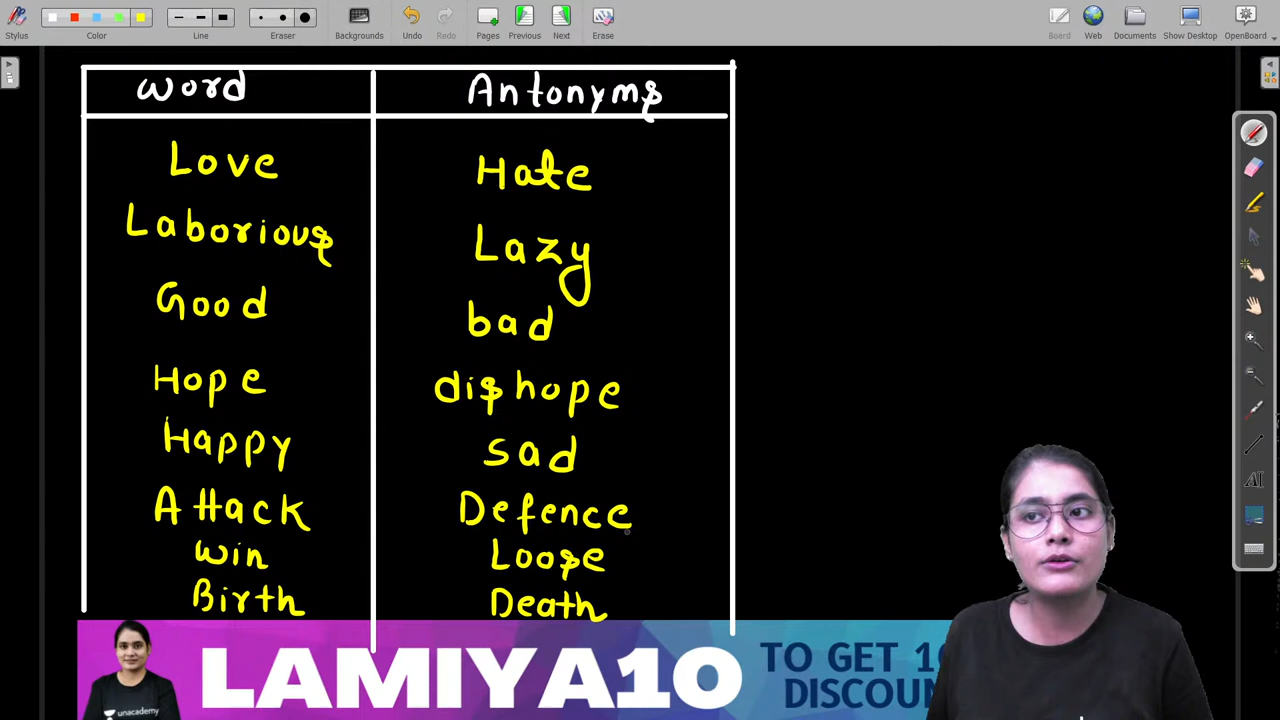 Stylus Color Line Eraser Backgrounds Undo Redo Pages Previous Next Erase Board Web Documents Show Desktop OpenBoard
Word Antonyms
Love Hate
Laborious Lazy
Good bad
Hope dishope
Happy sad
Attack Defence
Win Loose
Birth Death
LAMIYA10
TO GET 10
DISCOUN
unacademy